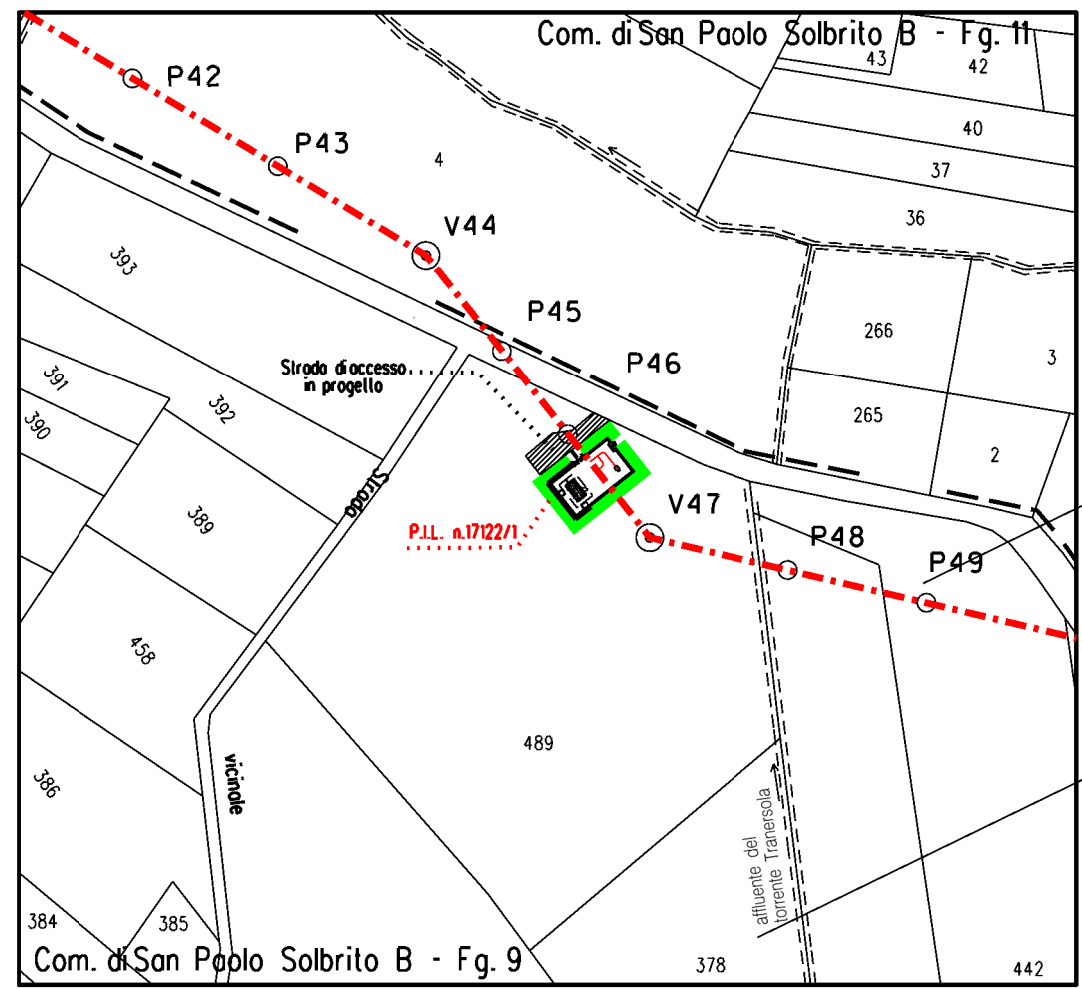 Com. di San Paolo Solbrito B - Fg. 11
43
42
P42
40
P43
4
37
36
V44
393
P45
266
3
P46
Strada di accesso
in progetto
391
392
265
390
2
Strada
389
V47
P.I.L. n.17122/1
P48
P49
458
489
386
vicinale
affluente del
torrente Tranersola
384
385
Com. di San Paolo Solbrito B - Fg. 9
378
442